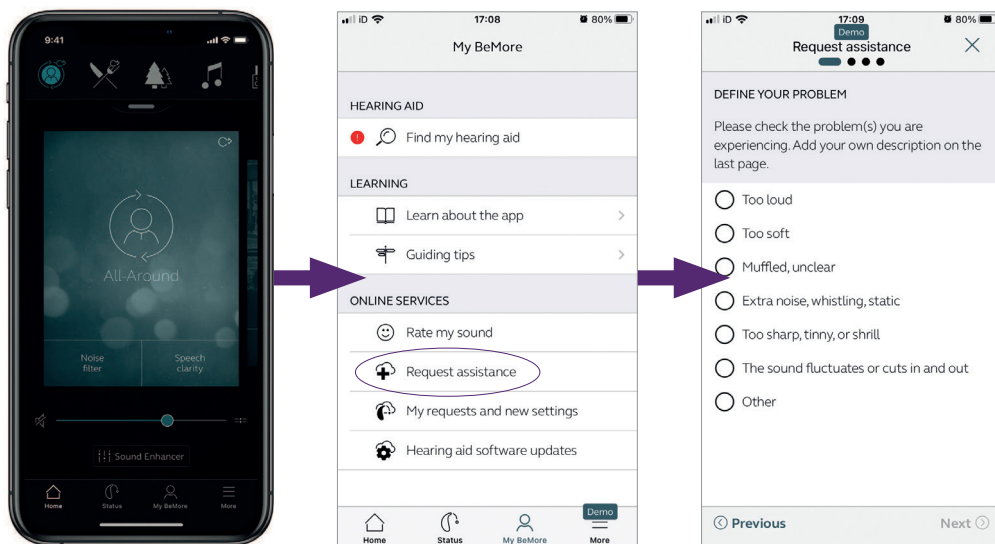 9:41
All-Around
Noise
filter
Speech
clarity
Sound Enhancer
Home
Status
My BeMore
More
iD
17:08
80%
My BeMore
HEARING AID
Find my hearing aid
LEARNING
Learn about the app
Guiding tips
ONLINE SERVICES
Rate my sound
Request assistance
My requests and new settings
Hearing aid software updates
Demo
Home
Status
My BeMore
More
iD
17:09
80%
Demo
Request assistance
DEFINE YOUR PROBLEM
Please check the problem(s) you are
experiencing. Add your own description on the
last page.
Too loud
Too soft
Muffled, unclear
Extra noise, whistling, static
Too sharp, tinny, or shrill
The sound fluctuates or cuts in and out
Other
Previous
Next